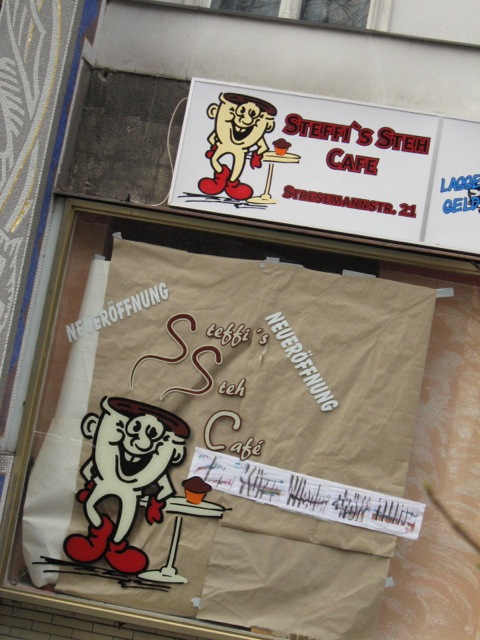 STEFFI`S STEH
CAFE
STRESEMANNSTR. 21
NEUERÖFFNUNG
Steffi´s
Steh
Café
NEUERÖFFNUNG